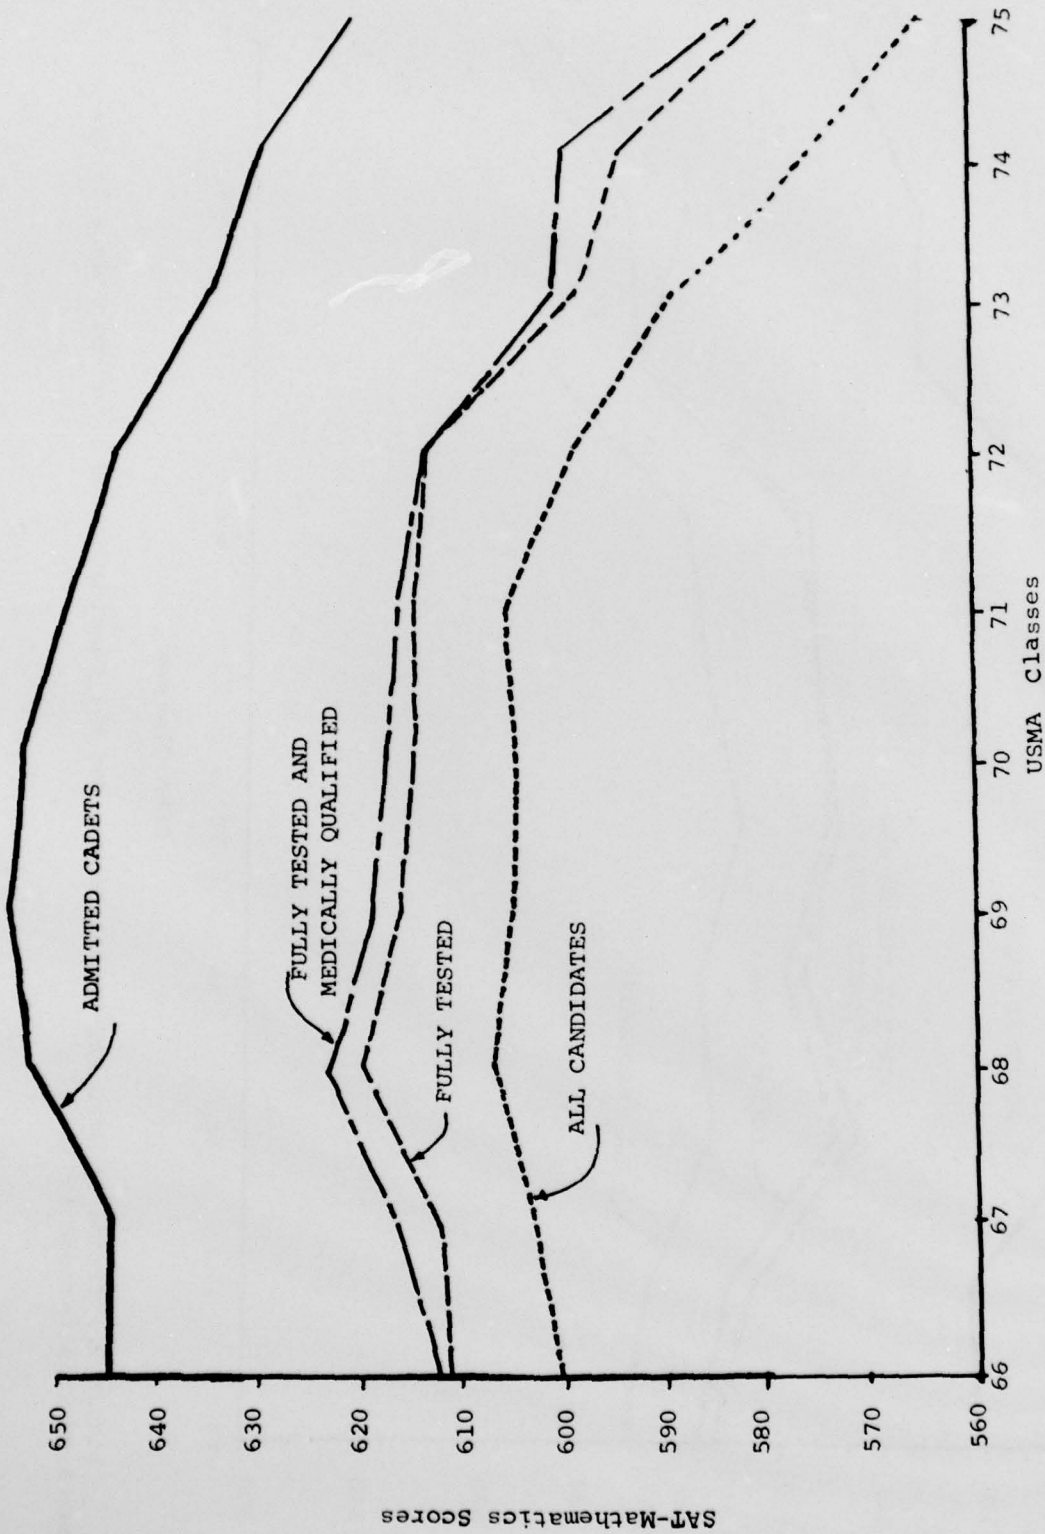 SAT-Mathematics Scores
650
640
630
620
610
600
590
580
570
560
ADMITTED CADETS
FULLY TESTED AND
MEDICALLY QUALIFIED
FULLY TESTED
ALL CANDIDATES
66
67
68
69
70
71
72
73
74
75
USMA Classes